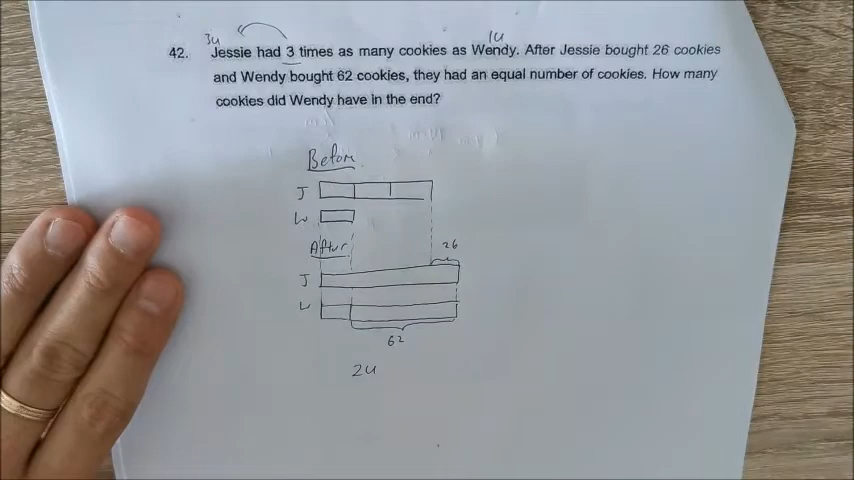 3u 1u
42. Jessie had 3 times as many cookies as Wendy. After Jessie bought 26 cookies
and Wendy bought 62 cookies, they had an equal number of cookies. How many
cookies did Wendy have in the end?
Before
J
W
After
26
J
W
62
2u